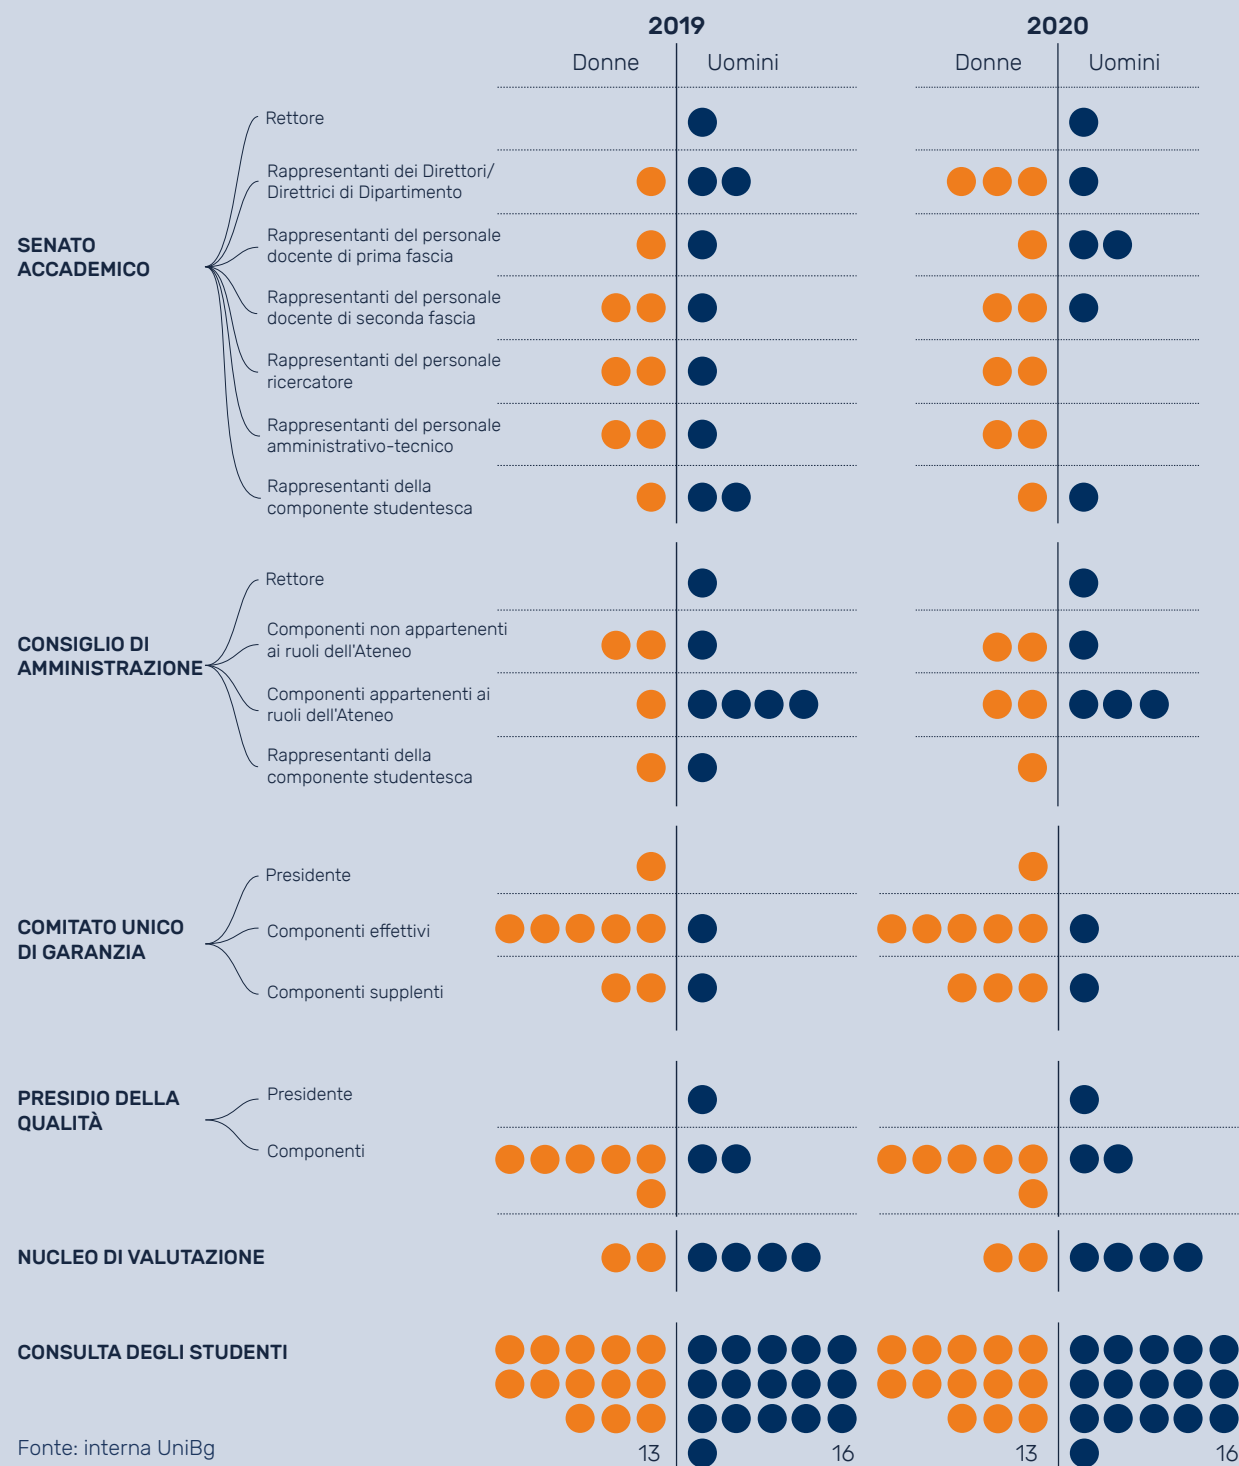 2019
2020
Donne
Uomini
Donne
Uomini
SENATO
ACCADEMICO
Rettore
Rappresentanti dei Direttori/
Direttrici di Dipartimento
Rappresentanti del personale
docente di prima fascia
Rappresentanti del personale
docente di seconda fascia
Rappresentanti del personale
ricercatore
Rappresentanti del personale
amministrativo-tecnico
Rappresentanti della
componente studentesca
CONSIGLIO DI
AMMINISTRAZIONE
Rettore
Componenti non appartenenti
ai ruoli dell'Ateneo
Componenti appartenenti ai
ruoli dell'Ateneo
Rappresentanti della
componente studentesca
COMITATO UNICO
DI GARANZIA
Presidente
Componenti effettivi
Componenti supplenti
PRESIDIO DELLA
QUALITÀ
Presidente
Componenti
NUCLEO DI VALUTAZIONE
CONSULTA DEGLI STUDENTI
13
16
13
16
Fonte: interna UniBg